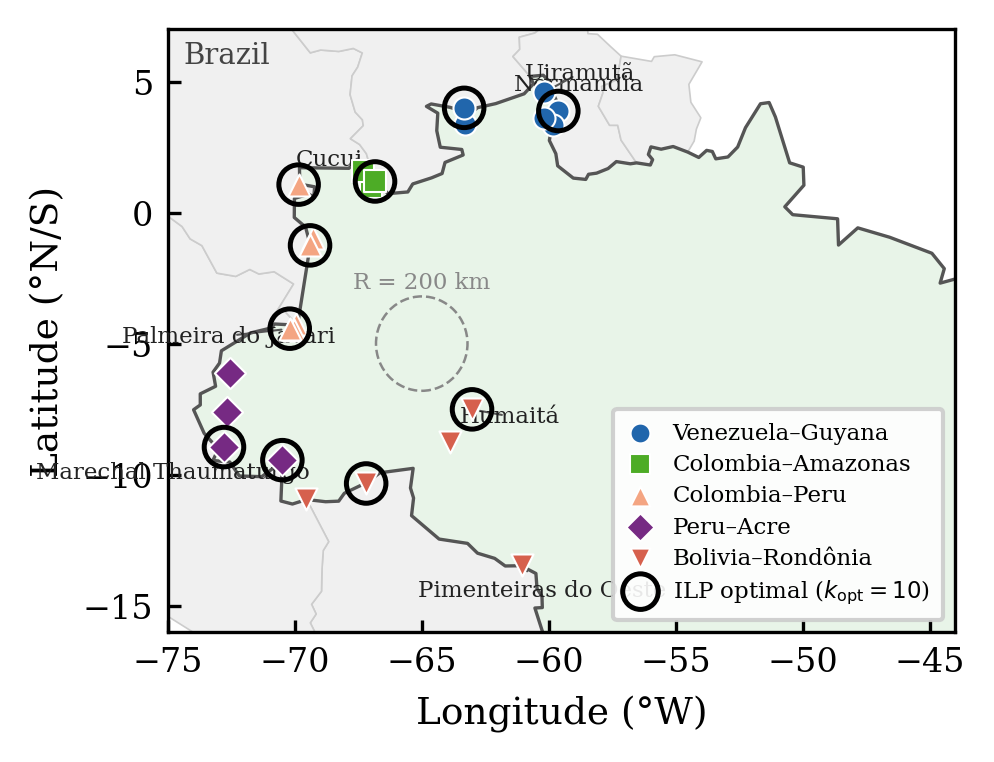 Brazil
Uiramutã
Normandia
Cucuí
R = 200 km
Palmeira do Javari
Humaitá
Marechal Thaumaturgo
Pimenteiras do Oeste
Venezuela–Guyana
Colombia–Amazonas
Colombia–Peru
Peru–Acre
Bolivia–Rondônia
ILP optimal (k_opt = 10)
5
0
−5
−10
−15
Latitude (°N/S)
−75 −70 −65 −60 −55 −50 −45
Longitude (°W)